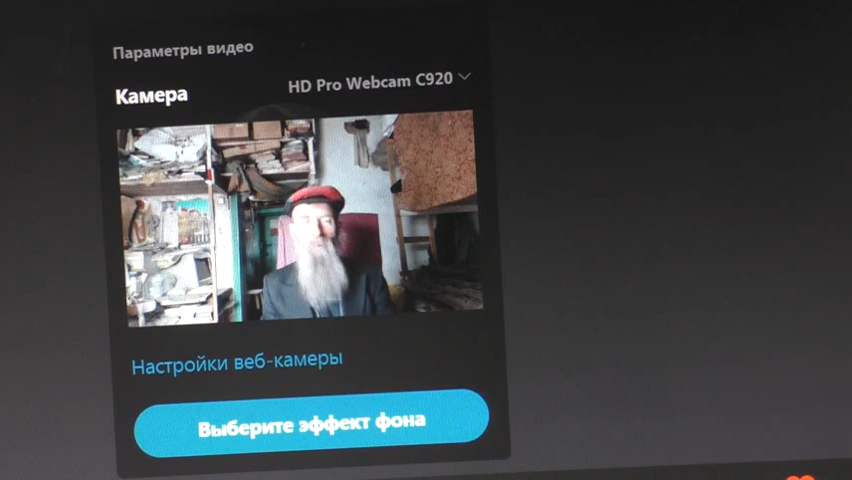 Параметры видео
Камера
HD Pro Webcam C920
Настройки веб-камеры
Выберите эффект фона